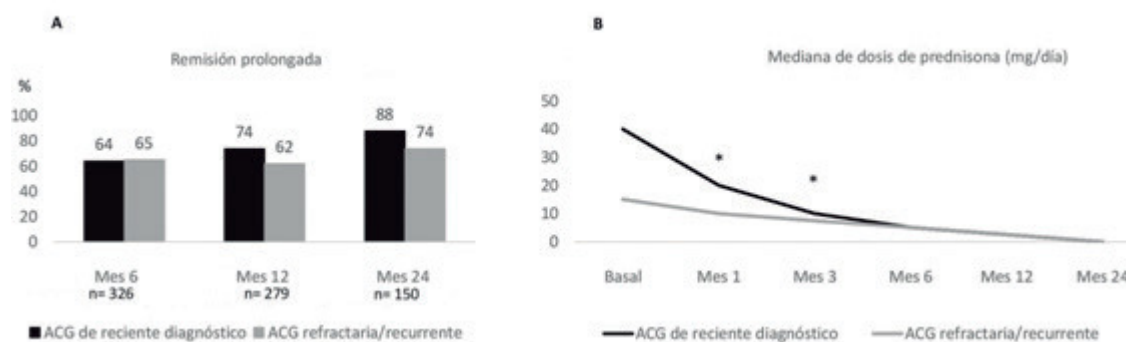 A
Remisión prolongada
%
100
80
60
40
20
0
64
65
74
62
88
74
Mes 6
Mes 12
Mes 24
n= 326
n= 279
n= 150
ACG de reciente diagnóstico
ACG refractaria/recurrente
B
Mediana de dosis de prednisona (mg/día)
50
40
30
20
10
0
*
*
Basal
Mes 1
Mes 3
Mes 6
Mes 12
Mes 24
ACG de reciente diagnóstico
ACG refractaria/recurrente